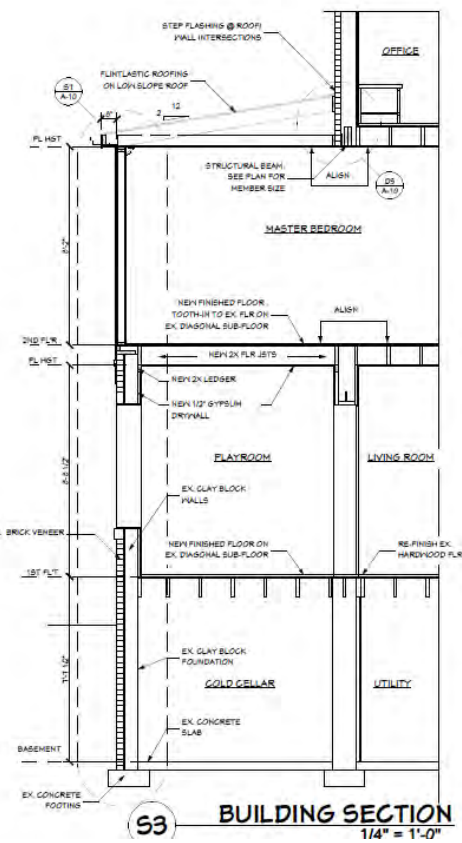 STEP FLASHING @ ROOF/
WALL INTERSECTIONS
OFFICE
FLINTLASTIC ROOFING
ON LOW SLOPE ROOF
S1
A-10
12
2
PL HGT
STRUCTURAL BEAM,
SEE PLAN FOR
MEMBER SIZE
ALIGN
D5
A-10
MASTER BEDROOM
8'-2"
NEW FINISHED FLOOR,
TOOTH-IN TO EX. FLR ON
EX. DIAGONAL SUB-FLOOR
ALIGN
2ND FL'R
NEW 2X FLR JSTS
PL HGT
NEW 2X LEDGER
NEW 1/2" GYPSUM
DRYWALL
PLAYROOM
LIVING ROOM
8-8 1/2"
EX. CLAY BLOCK
WALLS
BRICK VENEER
NEW FINISHED FLOOR ON
EX. DIAGONAL SUB-FLOOR
RE-FINISH EX.
HARDWOOD FLR
1ST FL'T
7'-1 1/2"
EX. CLAY BLOCK
FOUNDATION
COLD CELLAR
UTILITY
EX. CONCRETE
SLAB
BASEMENT
EX. CONCRETE
FOOTING
S3
BUILDING SECTION
1/4" = 1'-0"